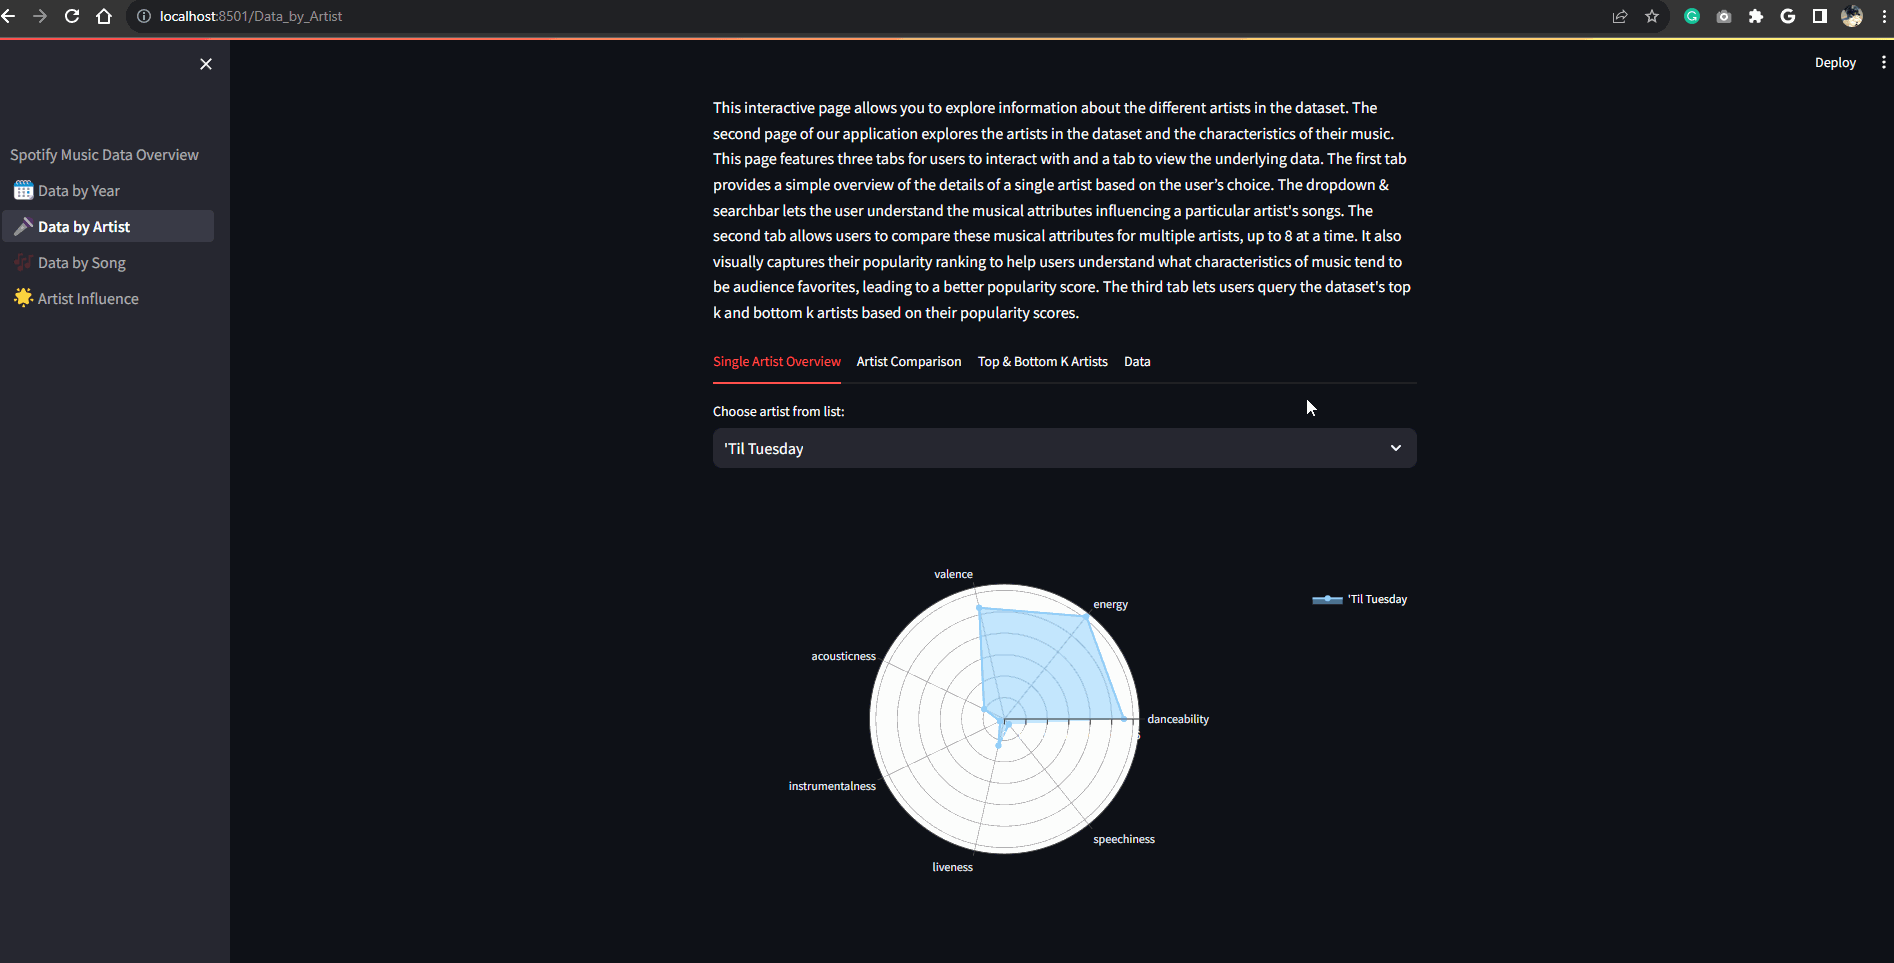 localhost:8501/Data_by_Artist
Deploy
Spotify Music Data Overview
Data by Year
Data by Artist
Data by Song
Artist Influence
This interactive page allows you to explore information about the different artists in the dataset. The
second page of our application explores the artists in the dataset and the characteristics of their music.
This page features three tabs for users to interact with and a tab to view the underlying data. The first tab
provides a simple overview of the details of a single artist based on the user’s choice. The dropdown &
searchbar lets the user understand the musical attributes influencing a particular artist's songs. The
second tab allows users to compare these musical attributes for multiple artists, up to 8 at a time. It also
visually captures their popularity ranking to help users understand what characteristics of music tend to
be audience favorites, leading to a better popularity score. The third tab lets users query the dataset's top
k and bottom k artists based on their popularity scores.
Single Artist Overview Artist Comparison Top & Bottom K Artists Data
Choose artist from list:
'Til Tuesday
valence
energy
'Til Tuesday
acousticness
danceability
instrumentalness
speechiness
liveness